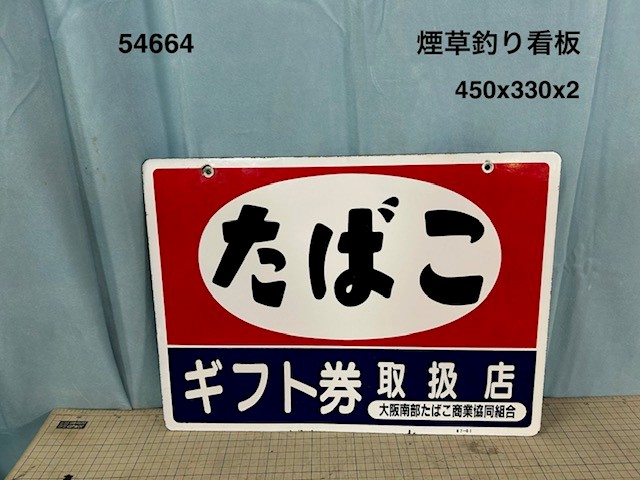 54664
煙草釣り看板
450x330x2
たばこ
ギフト券 取扱店
大阪南部たばこ商業協同組合